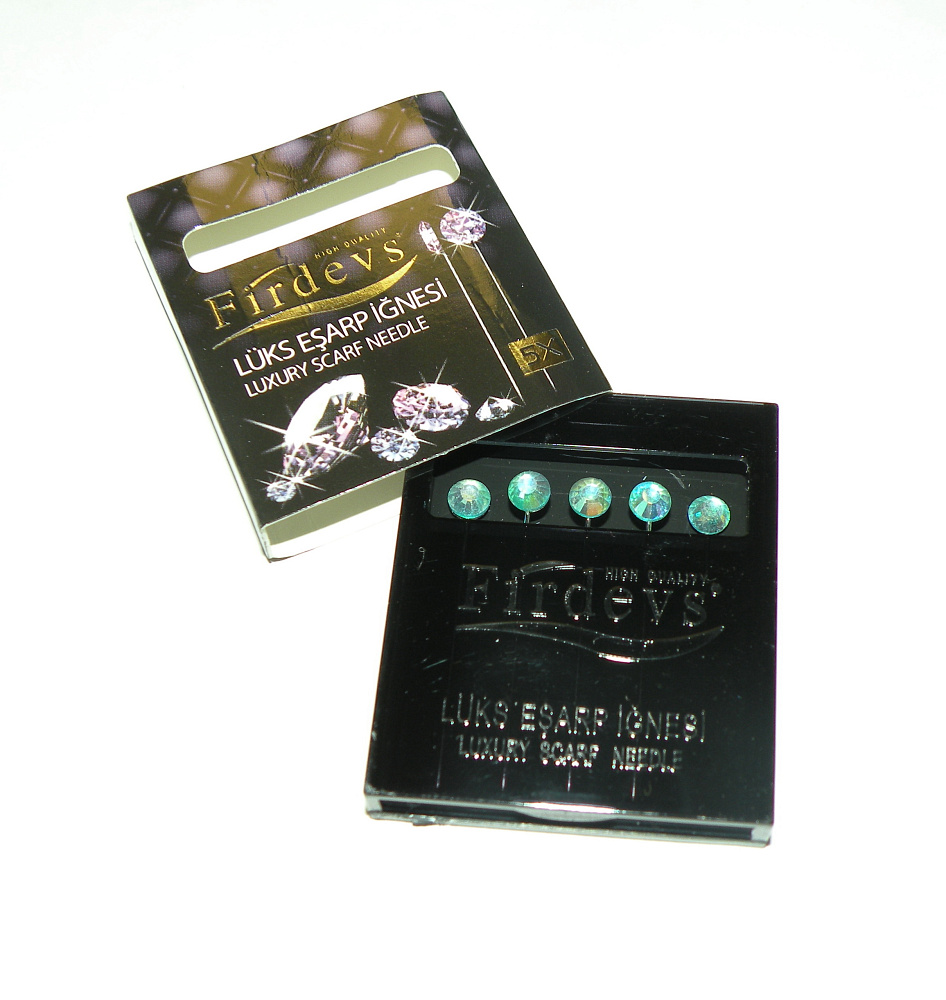 HIGH QUALITY
Firdevs
LÜKS EŞARP İĞNESİ
LUXURY SCARF NEEDLE
5X
HIGH QUALITY
Firdevs®
LÜKS EŞARP İĞNESİ
LUXURY SCARF NEEDLE